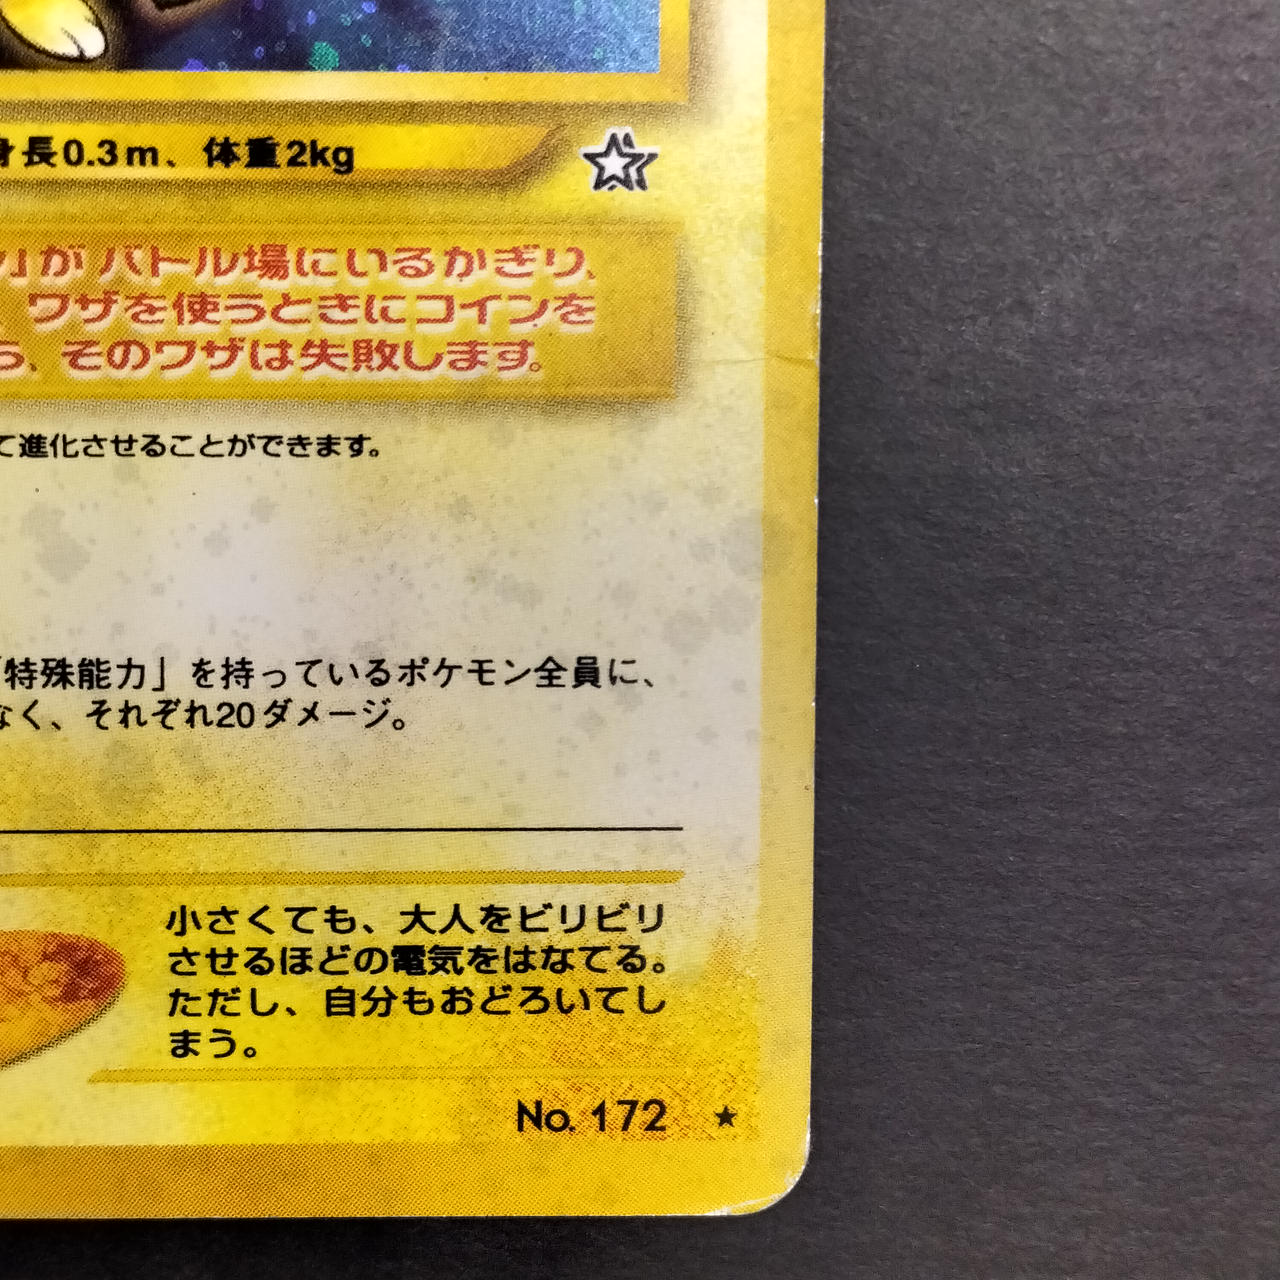 身長0.3m、体重2kg
」が バトル場にいるかぎり、
ワザを使うときにコインを
ら、そのワザは失敗します。
て進化させることができます。
「特殊能力」を持っているポケモン全員に、
なく、それぞれ20ダメージ。
小さくても、大人をビリビリ
させるほどの電気をはなてる。
ただし、自分もおどろいてし
まう。
No. 172 ★